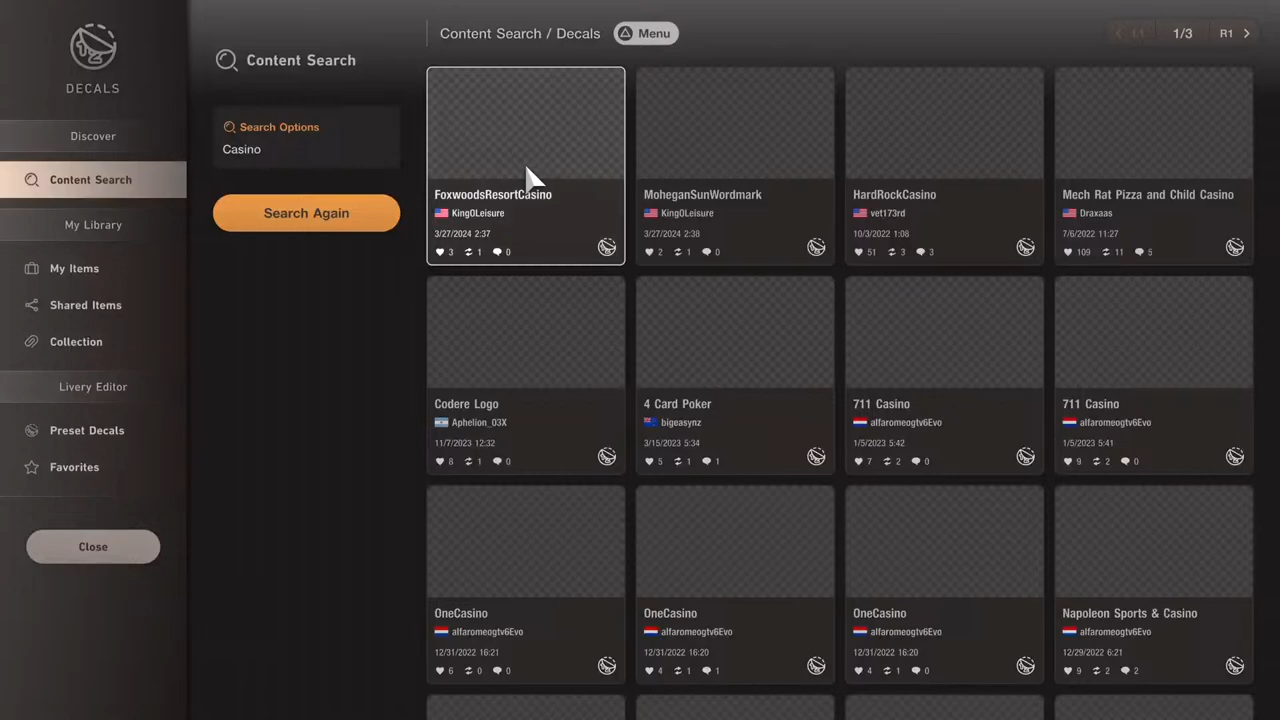 DECALS
Discover
Content Search
My Library
My Items
Shared Items
Collection
Livery Editor
Preset Decals
Favorites
Close
Content Search
Search Options
Casino
Search Again
Content Search / Decals
Menu
L1
1/3
R1
FoxwoodsResortCasino
KingOLeisure
3/27/2024 2:37
3 1 0
MoheganSunWordmark
KingOLeisure
3/27/2024 2:38
2 1 0
HardRockCasino
vet173rd
10/3/2022 1:08
51 3 3
Mech Rat Pizza and Child Casino
Draxaas
7/6/2022 11:27
109 11 5
Codere Logo
Aphelion_03X
11/7/2023 12:32
8 1 0
4 Card Poker
bigeasynz
3/15/2023 5:34
5 1 1
711 Casino
alfaromeogtv6Evo
1/5/2023 5:42
7 2 0
711 Casino
alfaromeogtv6Evo
1/5/2023 5:41
9 2 0
OneCasino
alfaromeogtv6Evo
12/31/2022 16:21
6 0 0
OneCasino
alfaromeogtv6Evo
12/31/2022 16:20
4 1 1
OneCasino
alfaromeogtv6Evo
12/31/2022 16:20
4 1 0
Napoleon Sports & Casino
alfaromeogtv6Evo
12/29/2022 6:21
9 2 2